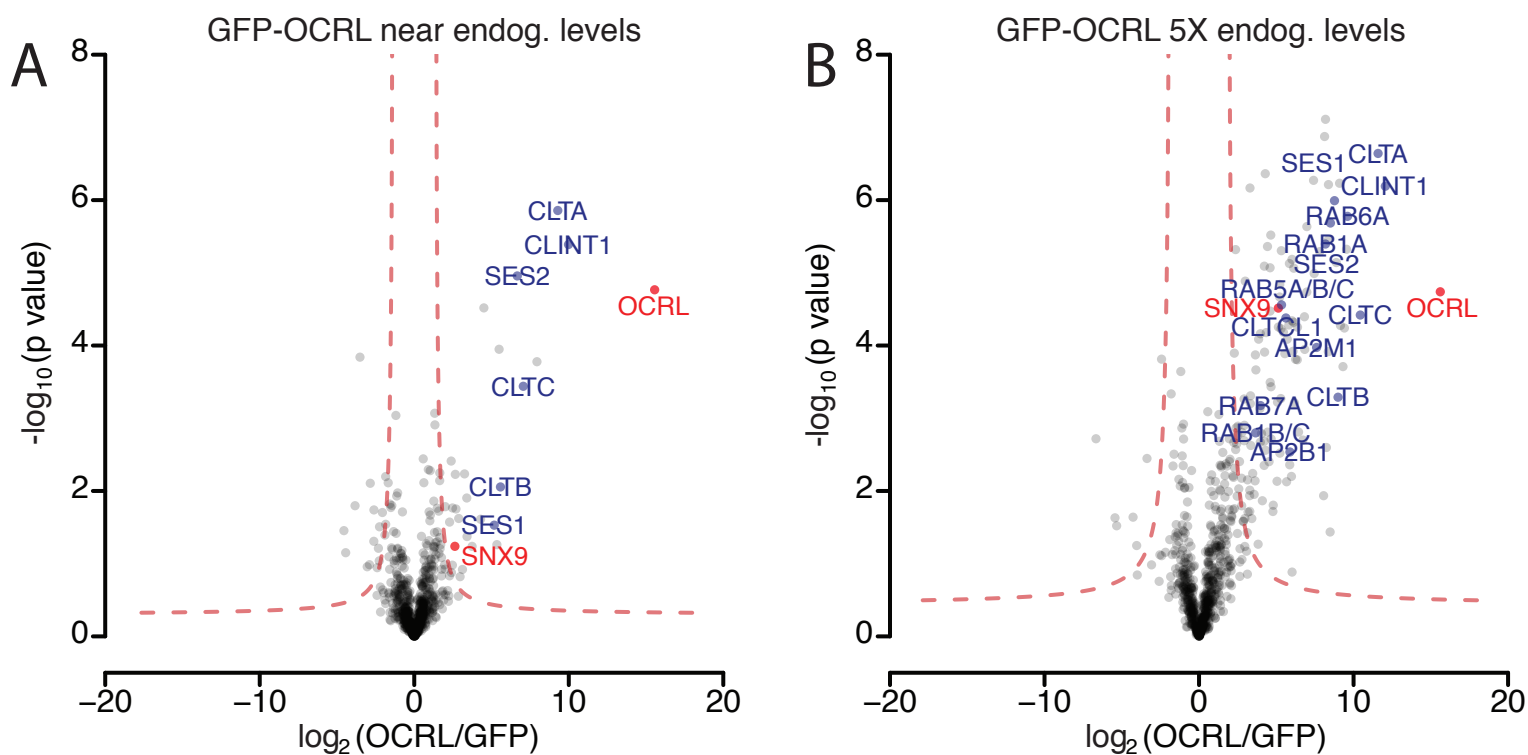 A
GFP-OCRL near endog. levels
8
6
4
2
0
-log10 (p value)
CLTA
CLINT1
SES2
OCRL
CLTC
CLTB
SES1
SNX9
−20
−10
0
10
20
log2 (OCRL/GFP)
B
GFP-OCRL 5X endog. levels
8
6
4
2
0
-log10 (p value)
SES1
CLTA
CLINT1
RAB6A
RAB1A
SES2
RAB5A/B/C
SNX9
CLTC
OCRL
CLTCL1
AP2M1
CLTB
RAB7A
RAB1B/C
AP2B1
−20
−10
0
10
20
log2 (OCRL/GFP)